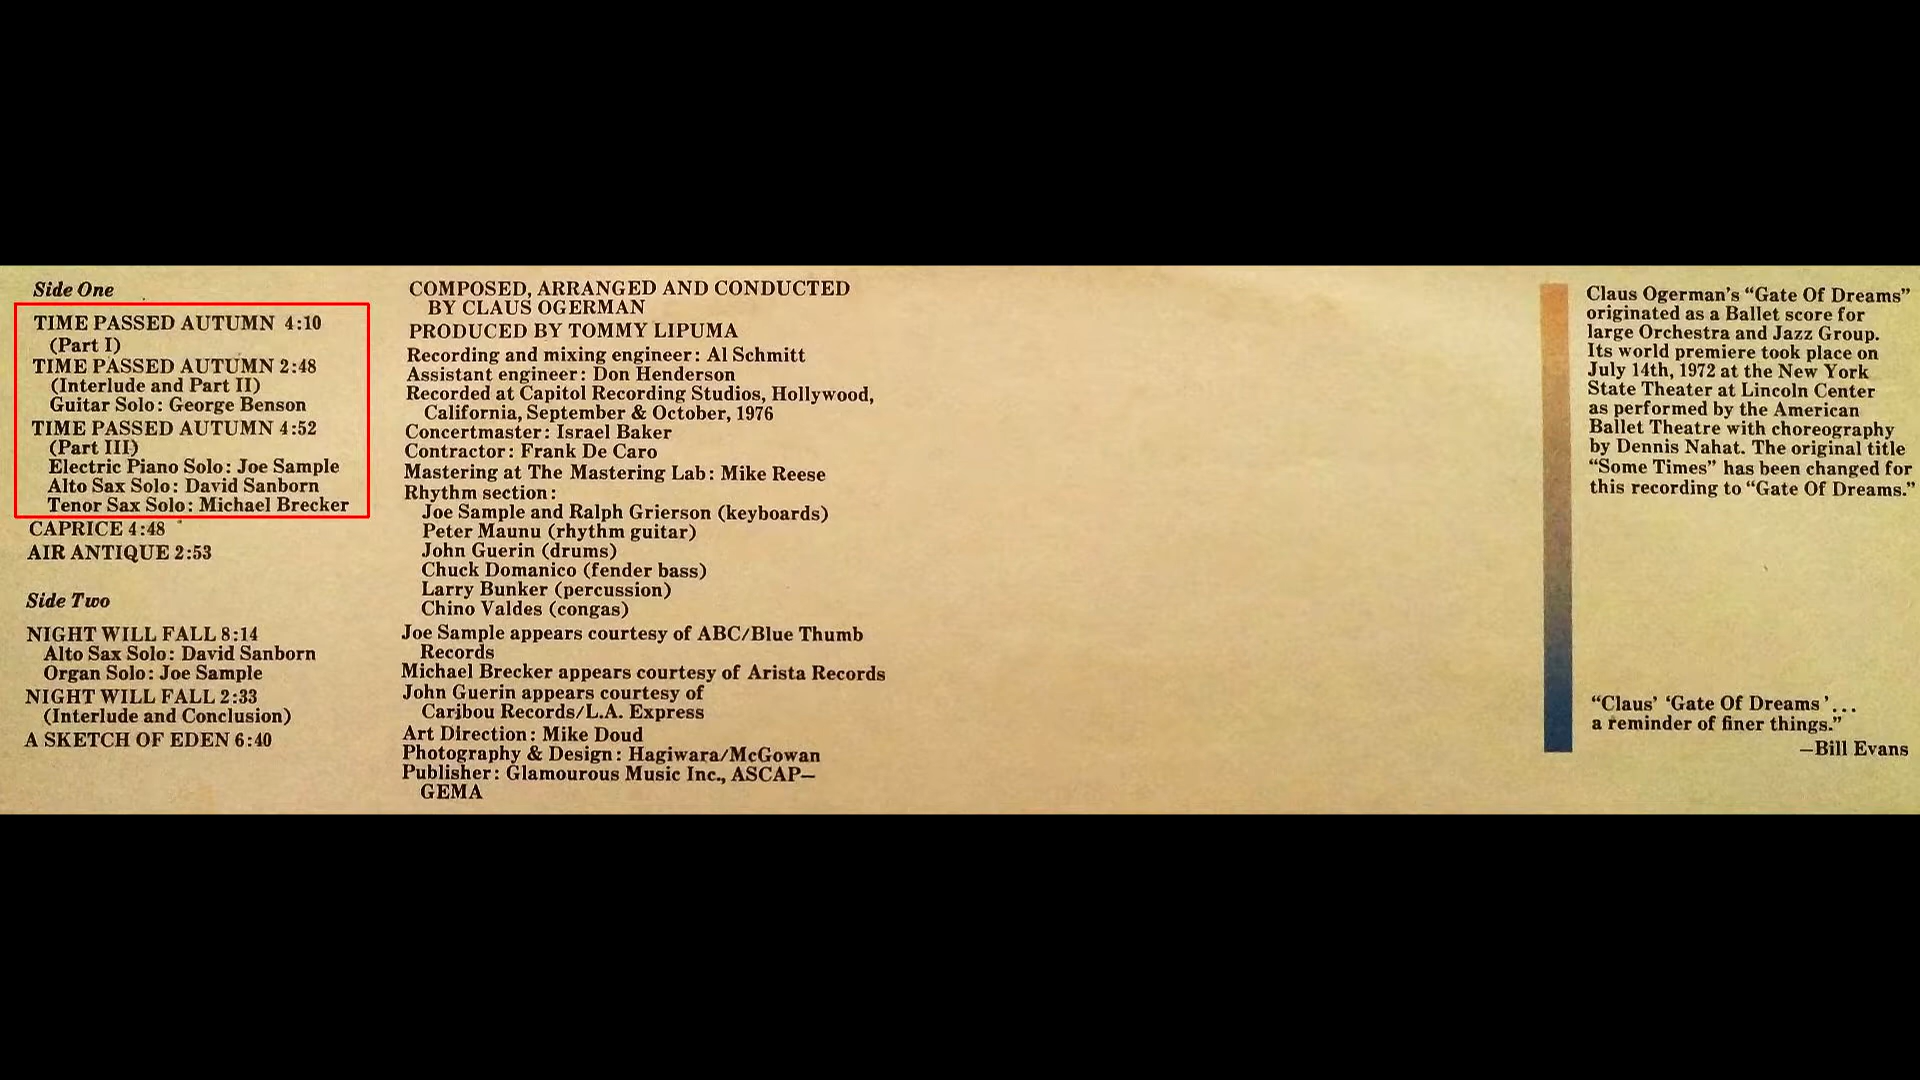 Side One
TIME PASSED AUTUMN 4:10
(Part I)
TIME PASSED AUTUMN 2:48
(Interlude and Part II)
Guitar Solo: George Benson
TIME PASSED AUTUMN 4:52
(Part III)
Electric Piano Solo: Joe Sample
Alto Sax Solo: David Sanborn
Tenor Sax Solo: Michael Brecker
CAPRICE 4:48
AIR ANTIQUE 2:53
Side Two
NIGHT WILL FALL 8:14
Alto Sax Solo: David Sanborn
Organ Solo: Joe Sample
NIGHT WILL FALL 2:33
(Interlude and Conclusion)
A SKETCH OF EDEN 6:40
COMPOSED, ARRANGED AND CONDUCTED
BY CLAUS OGERMAN
PRODUCED BY TOMMY LIPUMA
Recording and mixing engineer: Al Schmitt
Assistant engineer: Don Henderson
Recorded at Capitol Recording Studios, Hollywood,
California, September & October, 1976
Concertmaster: Israel Baker
Contractor: Frank De Caro
Mastering at The Mastering Lab: Mike Reese
Rhythm section:
Joe Sample and Ralph Grierson (keyboards)
Peter Maunu (rhythm guitar)
John Guerin (drums)
Chuck Domanico (fender bass)
Larry Bunker (percussion)
Chino Valdes (congas)
Joe Sample appears courtesy of ABC/Blue Thumb
Records
Michael Brecker appears courtesy of Arista Records
John Guerin appears courtesy of
Caribou Records/L.A. Express
Art Direction: Mike Doud
Photography & Design: Hagiwara/McGowan
Publisher: Glamourous Music Inc., ASCAP—
GEMA
Claus Ogerman's "Gate Of Dreams"
originated as a Ballet score for
large Orchestra and Jazz Group.
Its world premiere took place on
July 14th, 1972 at the New York
State Theater at Lincoln Center
as performed by the American
Ballet Theatre with choreography
by Dennis Nahat. The original title
"Some Times" has been changed for
this recording to "Gate Of Dreams."
"Claus' 'Gate Of Dreams'...
a reminder of finer things."
—Bill Evans